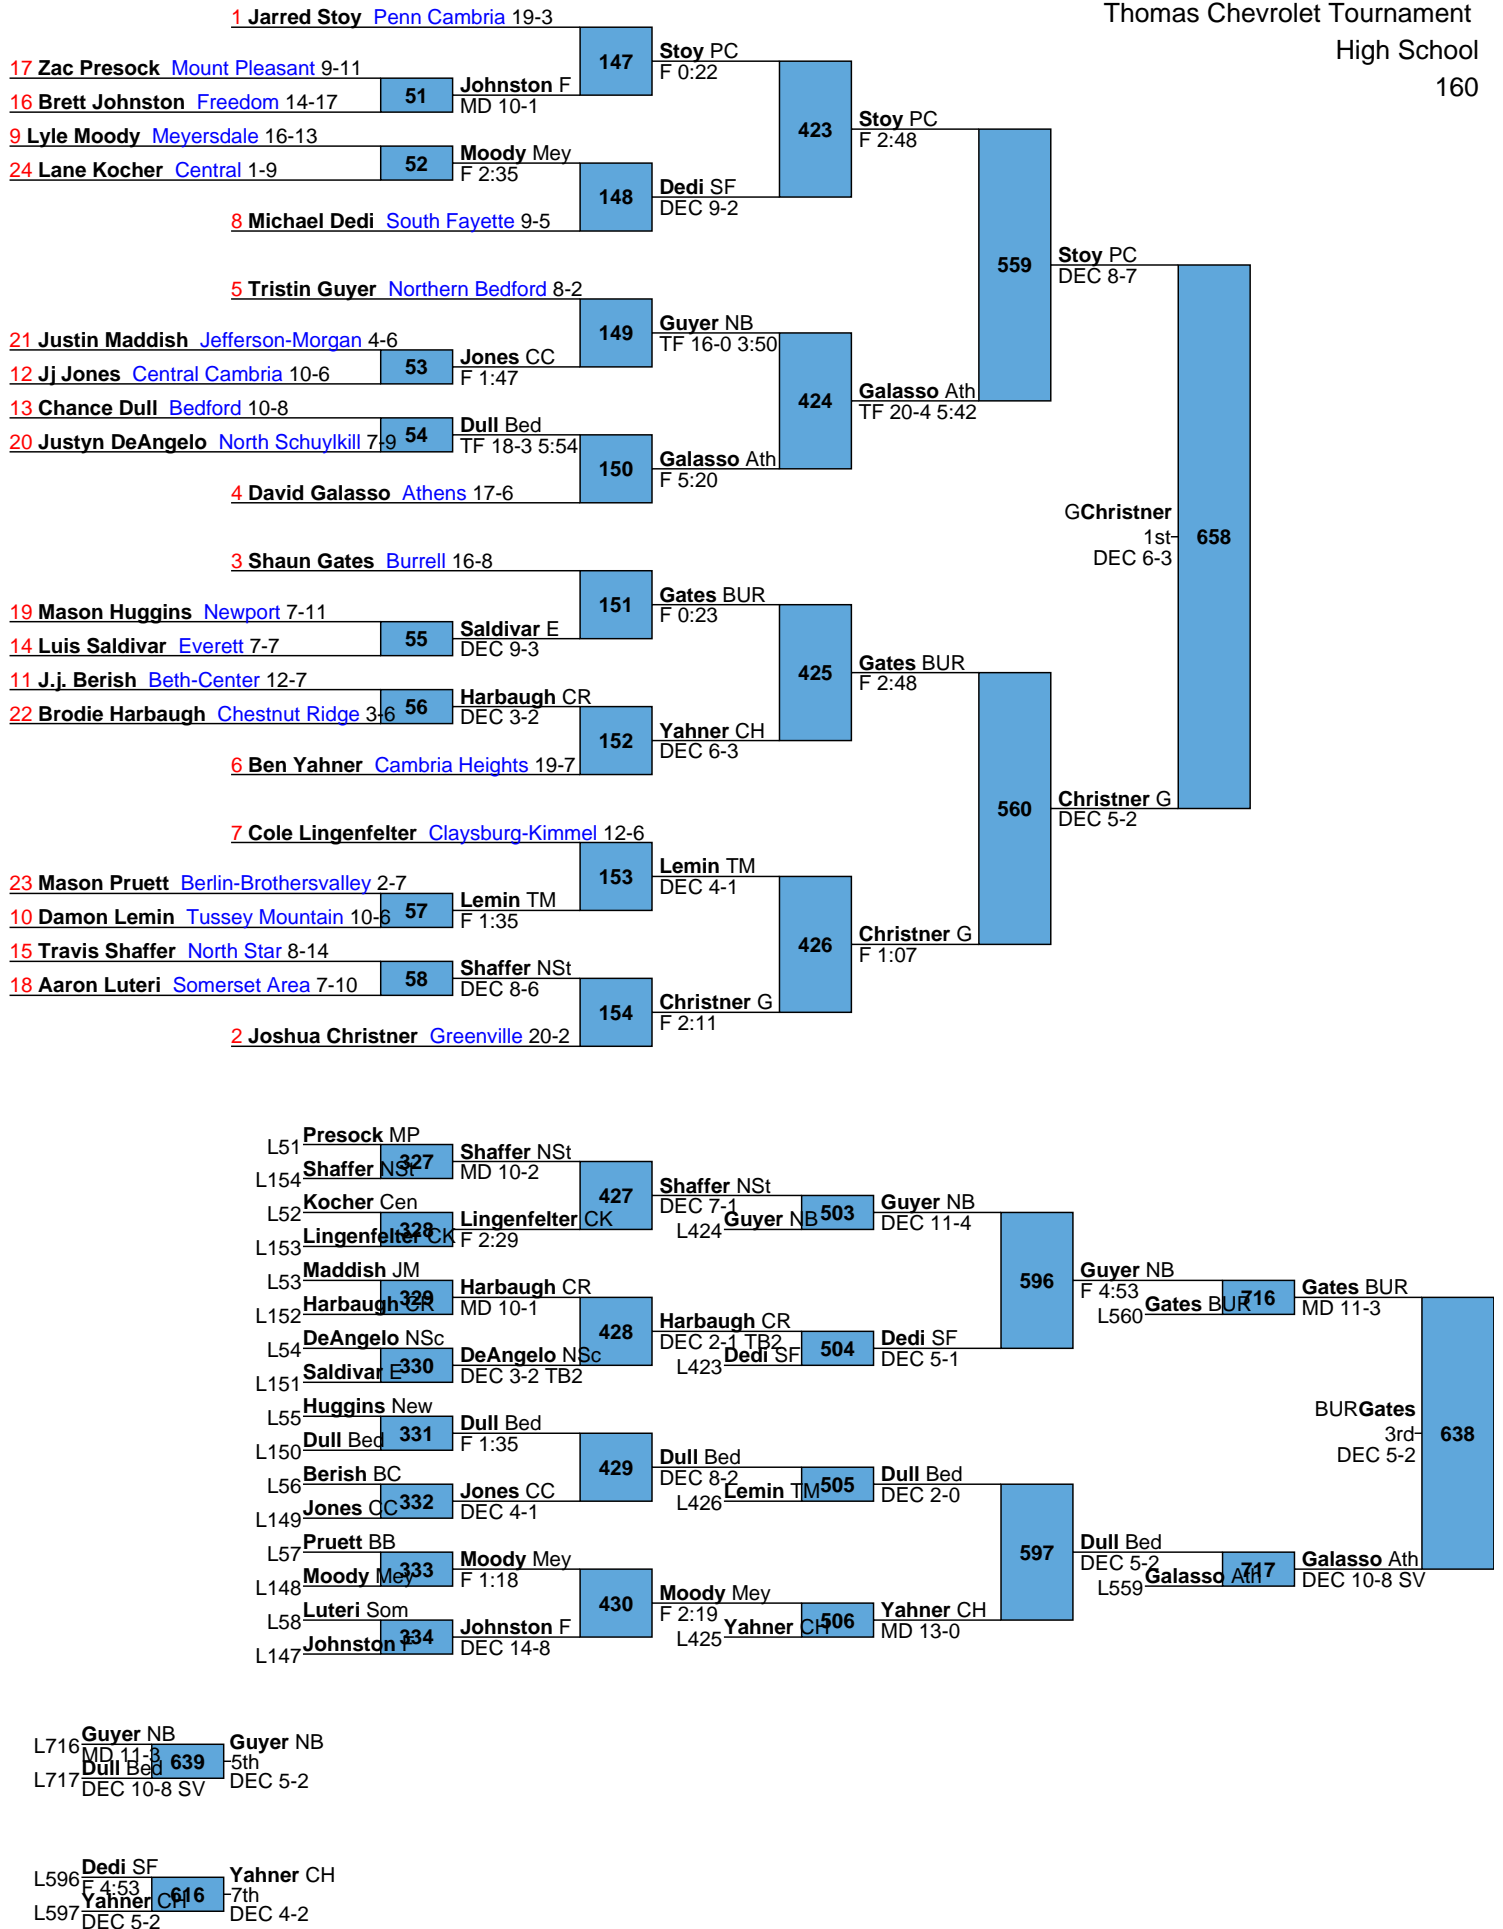 Thomas Chevrolet Tournament
High School
160
1 Jarred Stoy Penn Cambria 19-3
17 Zac Presock Mount Pleasant 9-11
16 Brett Johnston Freedom 14-17
9 Lyle Moody Meyersdale 16-13
24 Lane Kocher Central 1-9
8 Michael Dedi South Fayette 9-5
5 Tristin Guyer Northern Bedford 8-2
21 Justin Maddish Jefferson-Morgan 4-6
12 Jj Jones Central Cambria 10-6
13 Chance Dull Bedford 10-8
20 Justyn DeAngelo North Schuylkill 7-9
4 David Galasso Athens 17-6
3 Shaun Gates Burrell 16-8
19 Mason Huggins Newport 7-11
14 Luis Saldivar Everett 7-7
11 J.j. Berish Beth-Center 12-7
22 Brodie Harbaugh Chestnut Ridge 3-6
6 Ben Yahner Cambria Heights 19-7
7 Cole Lingenfelter Claysburg-Kimmel 12-6
23 Mason Pruett Berlin-Brothersvalley 2-7
10 Damon Lemin Tussey Mountain 10-6
15 Travis Shaffer North Star 8-14
18 Aaron Luteri Somerset Area 7-10
2 Joshua Christner Greenville 20-2
51
Johnston F
MD 10-1
52
Moody Mey
F 2:35
53
Jones CC
F 1:47
54
Dull Bed
TF 18-3 5:54
55
Saldivar E
DEC 9-3
56
Harbaugh CR
DEC 3-2
57
Lemin TM
F 1:35
58
Shaffer NSt
DEC 8-6
147
Stoy PC
F 0:22
148
Dedi SF
DEC 9-2
149
Guyer NB
TF 16-0 3:50
150
Galasso Ath
F 5:20
151
Gates BUR
F 0:23
152
Yahner CH
DEC 6-3
153
Lemin TM
DEC 4-1
154
Christner G
F 2:11
423
Stoy PC
F 2:48
424
Galasso Ath
TF 20-4 5:42
425
Gates BUR
F 2:48
426
Christner G
F 1:07
559
Stoy PC
DEC 8-7
560
Christner G
DEC 5-2
GChristner
1st
DEC 6-3
658
L51 Presock MP
L154 Shaffer NSt
327
Shaffer NSt
MD 10-2
L52 Kocher Cen
L153 Lingenfelter CK
328
Lingenfelter CK
F 2:29
L53 Maddish JM
L152 Harbaugh CR
329
Harbaugh CR
MD 10-1
L54 DeAngelo NSc
L151 Saldivar E
330
DeAngelo NSc
DEC 3-2 TB2
L55 Huggins New
L150 Dull Bed
331
Dull Bed
F 1:35
L56 Berish BC
L149 Jones CC
332
Jones CC
DEC 4-1
L57 Pruett BB
L148 Moody Mey
333
Moody Mey
F 1:18
L58 Luteri Som
L147 Johnston F
334
Johnston F
DEC 14-8
427
Shaffer NSt
DEC 7-1
L424 Guyer NB
503
Guyer NB
DEC 11-4
428
Harbaugh CR
DEC 2-1 TB2
L423 Dedi SF
504
Dedi SF
DEC 5-1
429
Dull Bed
DEC 8-2
L426 Lemin TM
505
Dull Bed
DEC 2-0
430
Moody Mey
F 2:19
L425 Yahner CH
506
Yahner CH
MD 13-0
596
Guyer NB
F 4:53
L560 Gates BUR
716
Gates BUR
MD 11-3
597
Dull Bed
DEC 5-2
L559 Galasso Ath
717
Galasso Ath
DEC 10-8 SV
BURGates
3rd
DEC 5-2
638
L716 Guyer NB
MD 11-3
L717 Dull Bed
DEC 10-8 SV
639
Guyer NB
5th
DEC 5-2
L596 Dedi SF
F 4:53
L597 Yahner CH
DEC 5-2
616
Yahner CH
7th
DEC 4-2